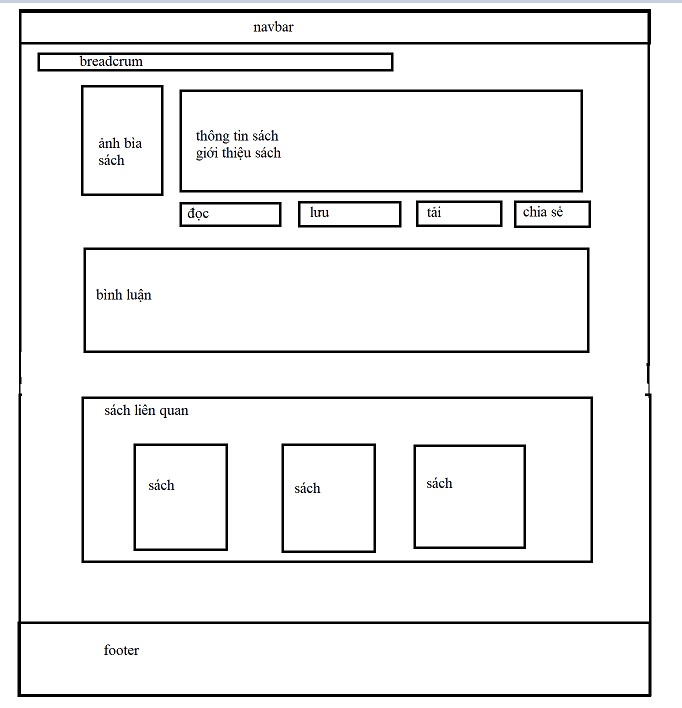 navbar
breadcrum
ảnh bìa
sách
thông tin sách
giới thiệu sách
đọc
lưu
tải
chia sẻ
bình luận
sách liên quan
sách
sách
sách
footer